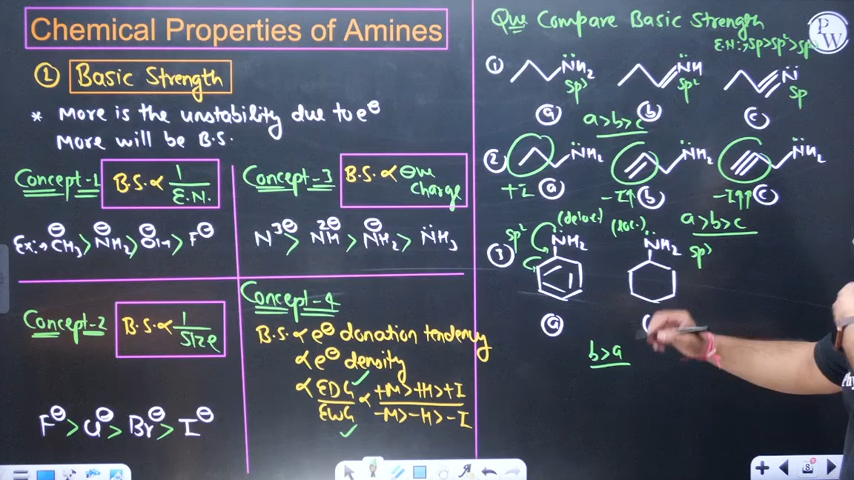 Chemical Properties of Amines
① Basic Strength
* More is the unstability due to e⊖
More will be B.S.
Concept-1 B.S. ∝ 1/E.N.
Ex:→ CH₃⊖ > NH₂⊖ > OH⊖ > F⊖
Concept-3 B.S. ∝ ⊖ve Charge
N³⊖ > NH²⊖ > NH₂⊖ > NH₃
Concept-2 B.S. ∝ 1/Size
F⊖ > Cl⊖ > Br⊖ > I⊖
Concept-4
B.S. ∝ e⊖ donation tendency
∝ e⊖ density
∝ EDG/EWG ∝ +M>+H>+I/-M>-H>-I
Que Compare Basic Strength
PW
E.N.:→ sp>sp²>sp³
① NH₂ sp³ ⓐ NH sp² ⓑ N sp ⓒ
a>b>c
② NH₂ +I ⓐ NH₂ -I↑ ⓑ NH₂ -I↑↑ ⓒ
a>b>c
③ sp² (deloc.) NH₂ ⓐ (loc.) NH₂ sp³
b>a
8